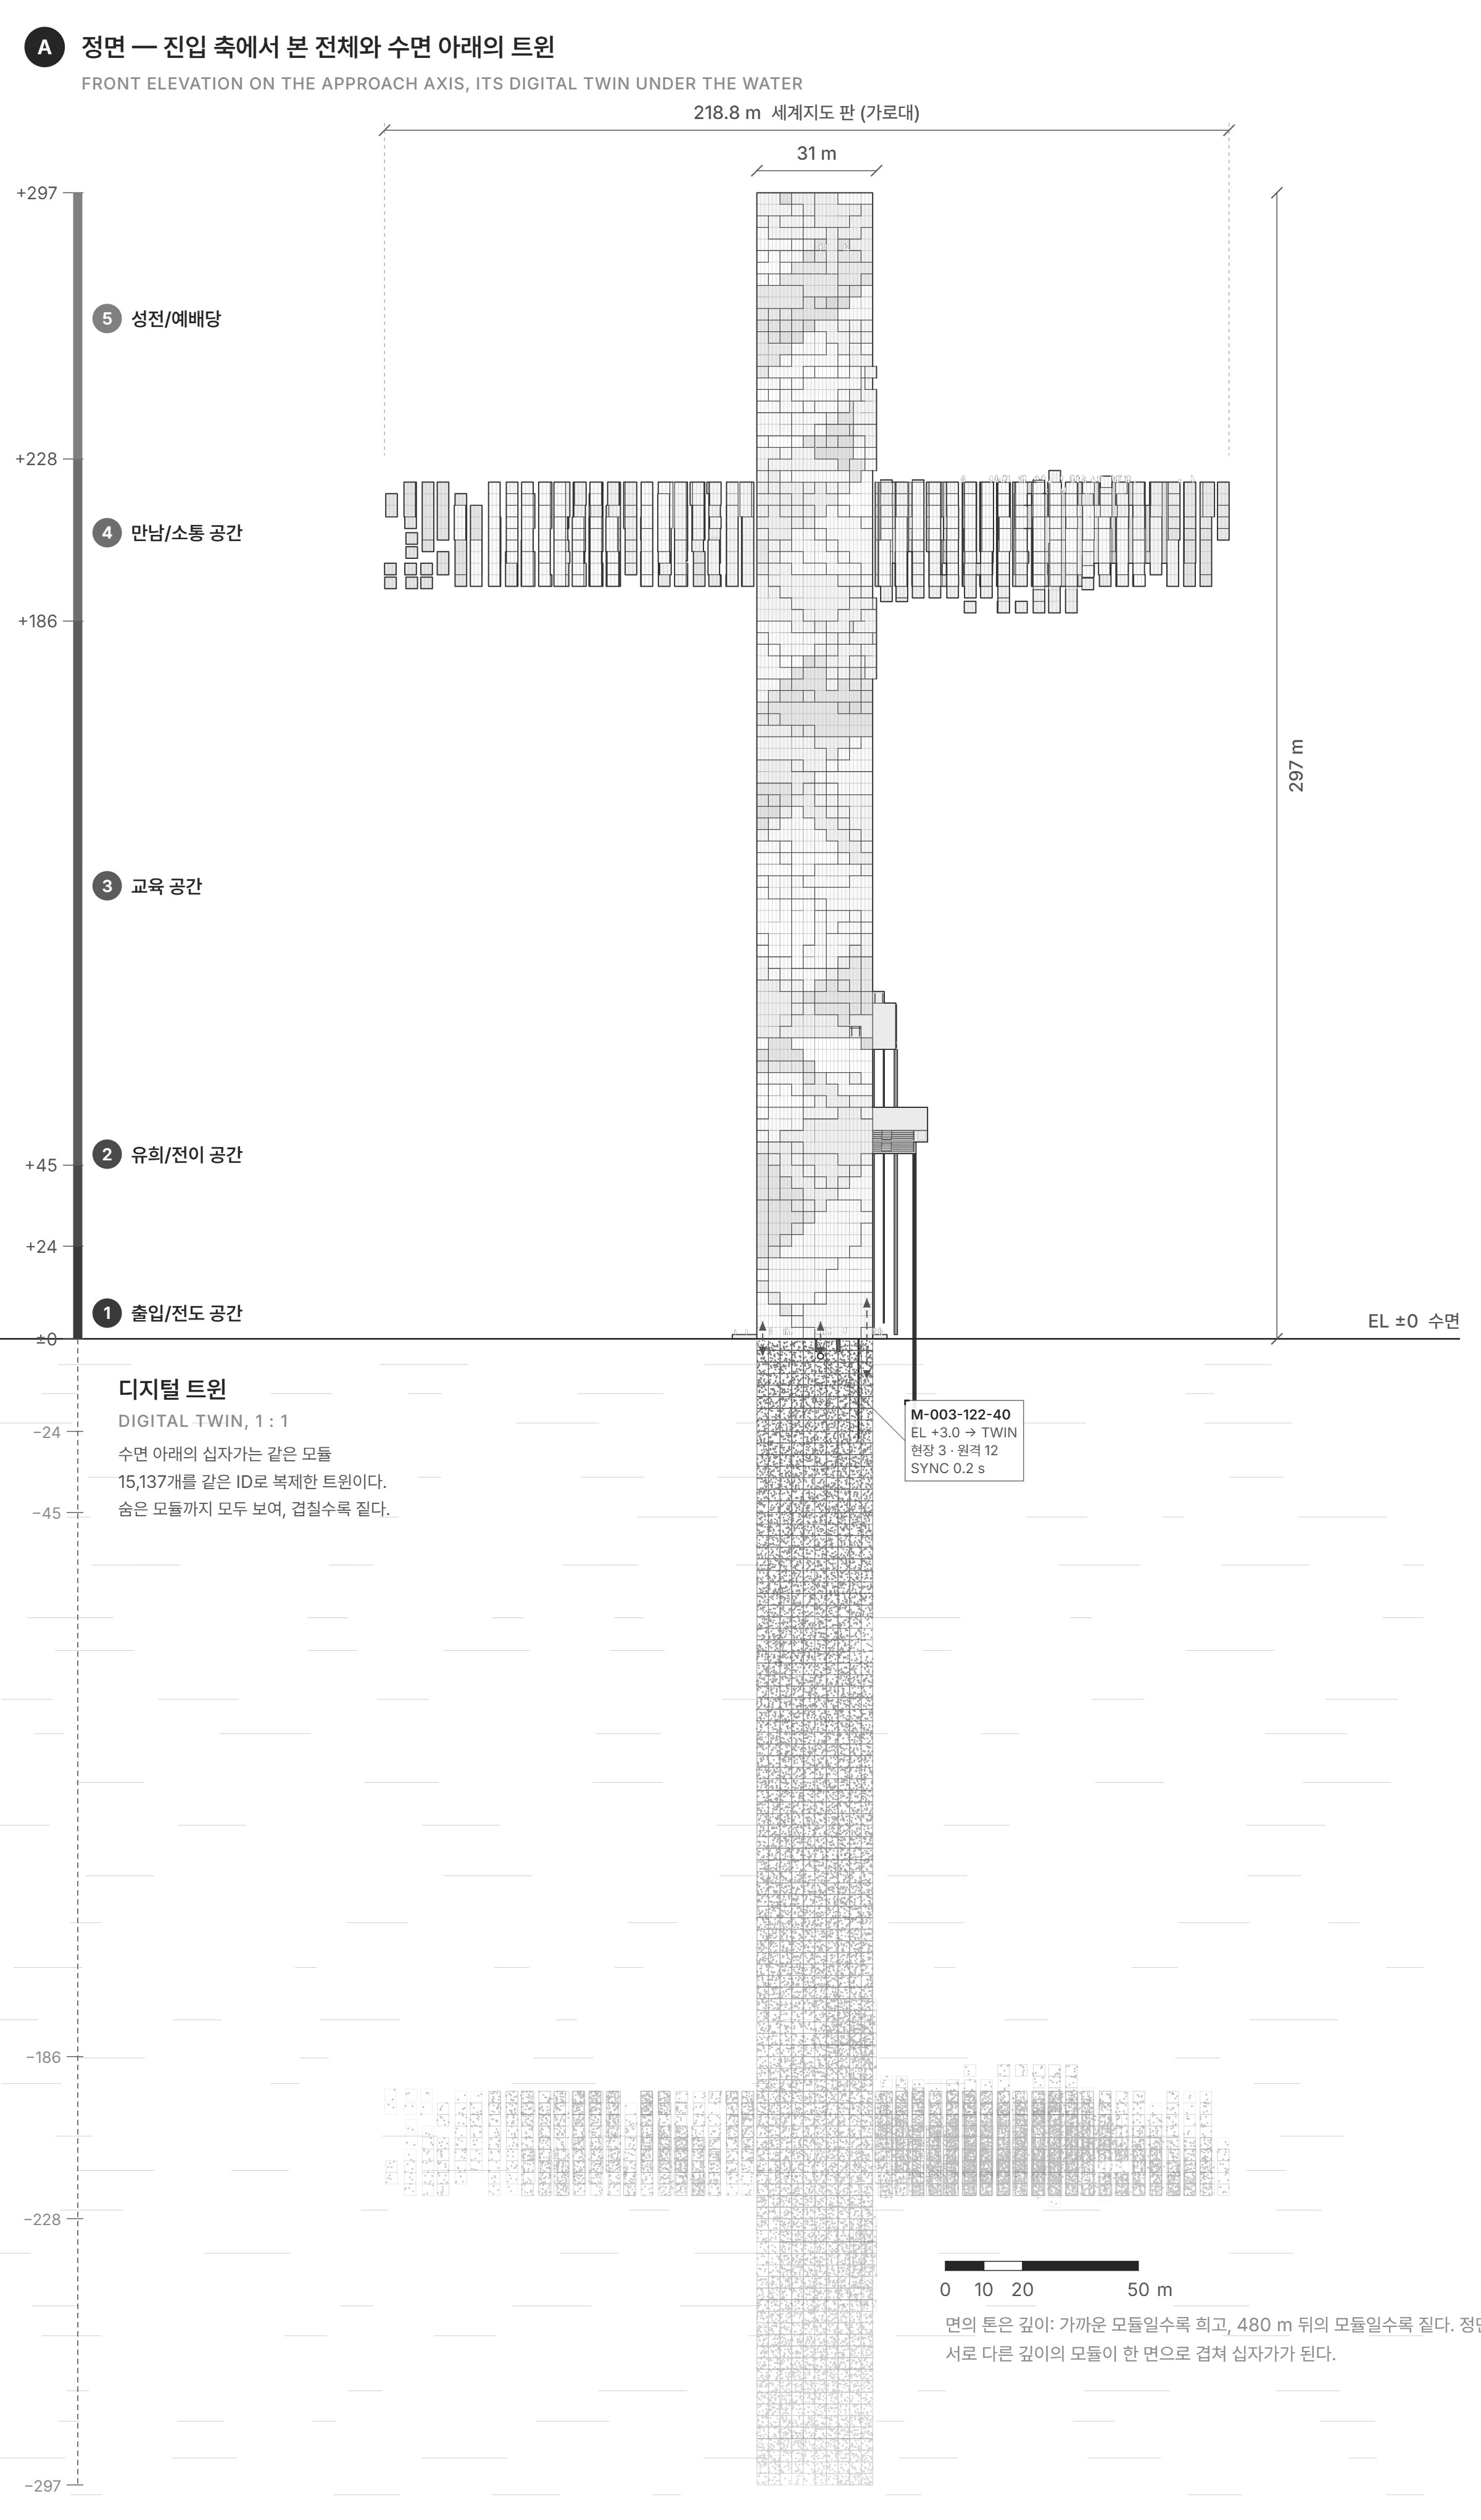 A 정면 — 진입 축에서 본 전체와 수면 아래의 트윈
FRONT ELEVATION ON THE APPROACH AXIS, ITS DIGITAL TWIN UNDER THE WATER
218.8 m 세계지도 판 (가로대)
31 m
+297
5 성전/예배당
+228
4 만남/소통 공간
+186
297 m
3 교육 공간
2 유희/전이 공간
+45
+24
1 출입/전도 공간
EL ±0 수면
±0
디지털 트윈
DIGITAL TWIN, 1 : 1
수면 아래의 십자가는 같은 모듈
15,137개를 같은 ID로 복제한 트윈이다.
숨은 모듈까지 모두 보여, 겹칠수록 짙다.
M-003-122-40
EL +3.0 → TWIN
현장 3 · 원격 12
SYNC 0.2 s
−24
−45
−186
−228
0 10 20 50 m
면의 톤은 깊이: 가까운 모듈일수록 희고, 480 m 뒤의 모듈일수록 짙다.
서로 다른 깊이의 모듈이 한 면으로 겹쳐 십자가가 된다.
−297